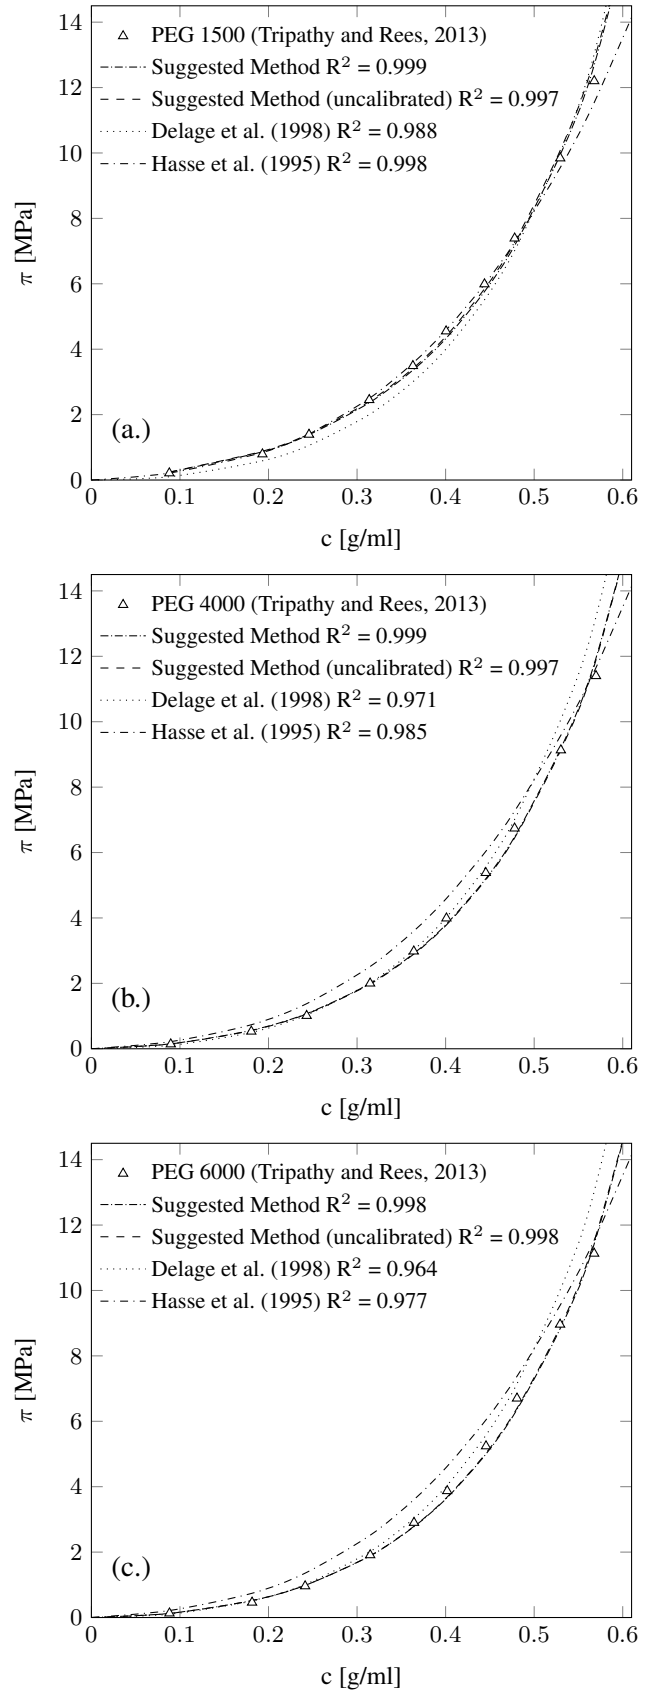 14
12
10
8
6
4
2
0
π [MPa]
△ PEG 1500 (Tripathy and Rees, 2013)
Suggested Method R² = 0.999
Suggested Method (uncalibrated) R² = 0.997
Delage et al. (1998) R² = 0.988
Hasse et al. (1995) R² = 0.998
(a.)
0 0.1 0.2 0.3 0.4 0.5 0.6
c [g/ml]
14
12
10
8
6
4
2
0
π [MPa]
△ PEG 4000 (Tripathy and Rees, 2013)
Suggested Method R² = 0.999
Suggested Method (uncalibrated) R² = 0.997
Delage et al. (1998) R² = 0.971
Hasse et al. (1995) R² = 0.985
(b.)
0 0.1 0.2 0.3 0.4 0.5 0.6
c [g/ml]
14
12
10
8
6
4
2
0
π [MPa]
△ PEG 6000 (Tripathy and Rees, 2013)
Suggested Method R² = 0.998
Suggested Method (uncalibrated) R² = 0.998
Delage et al. (1998) R² = 0.964
Hasse et al. (1995) R² = 0.977
(c.)
0 0.1 0.2 0.3 0.4 0.5 0.6
c [g/ml]